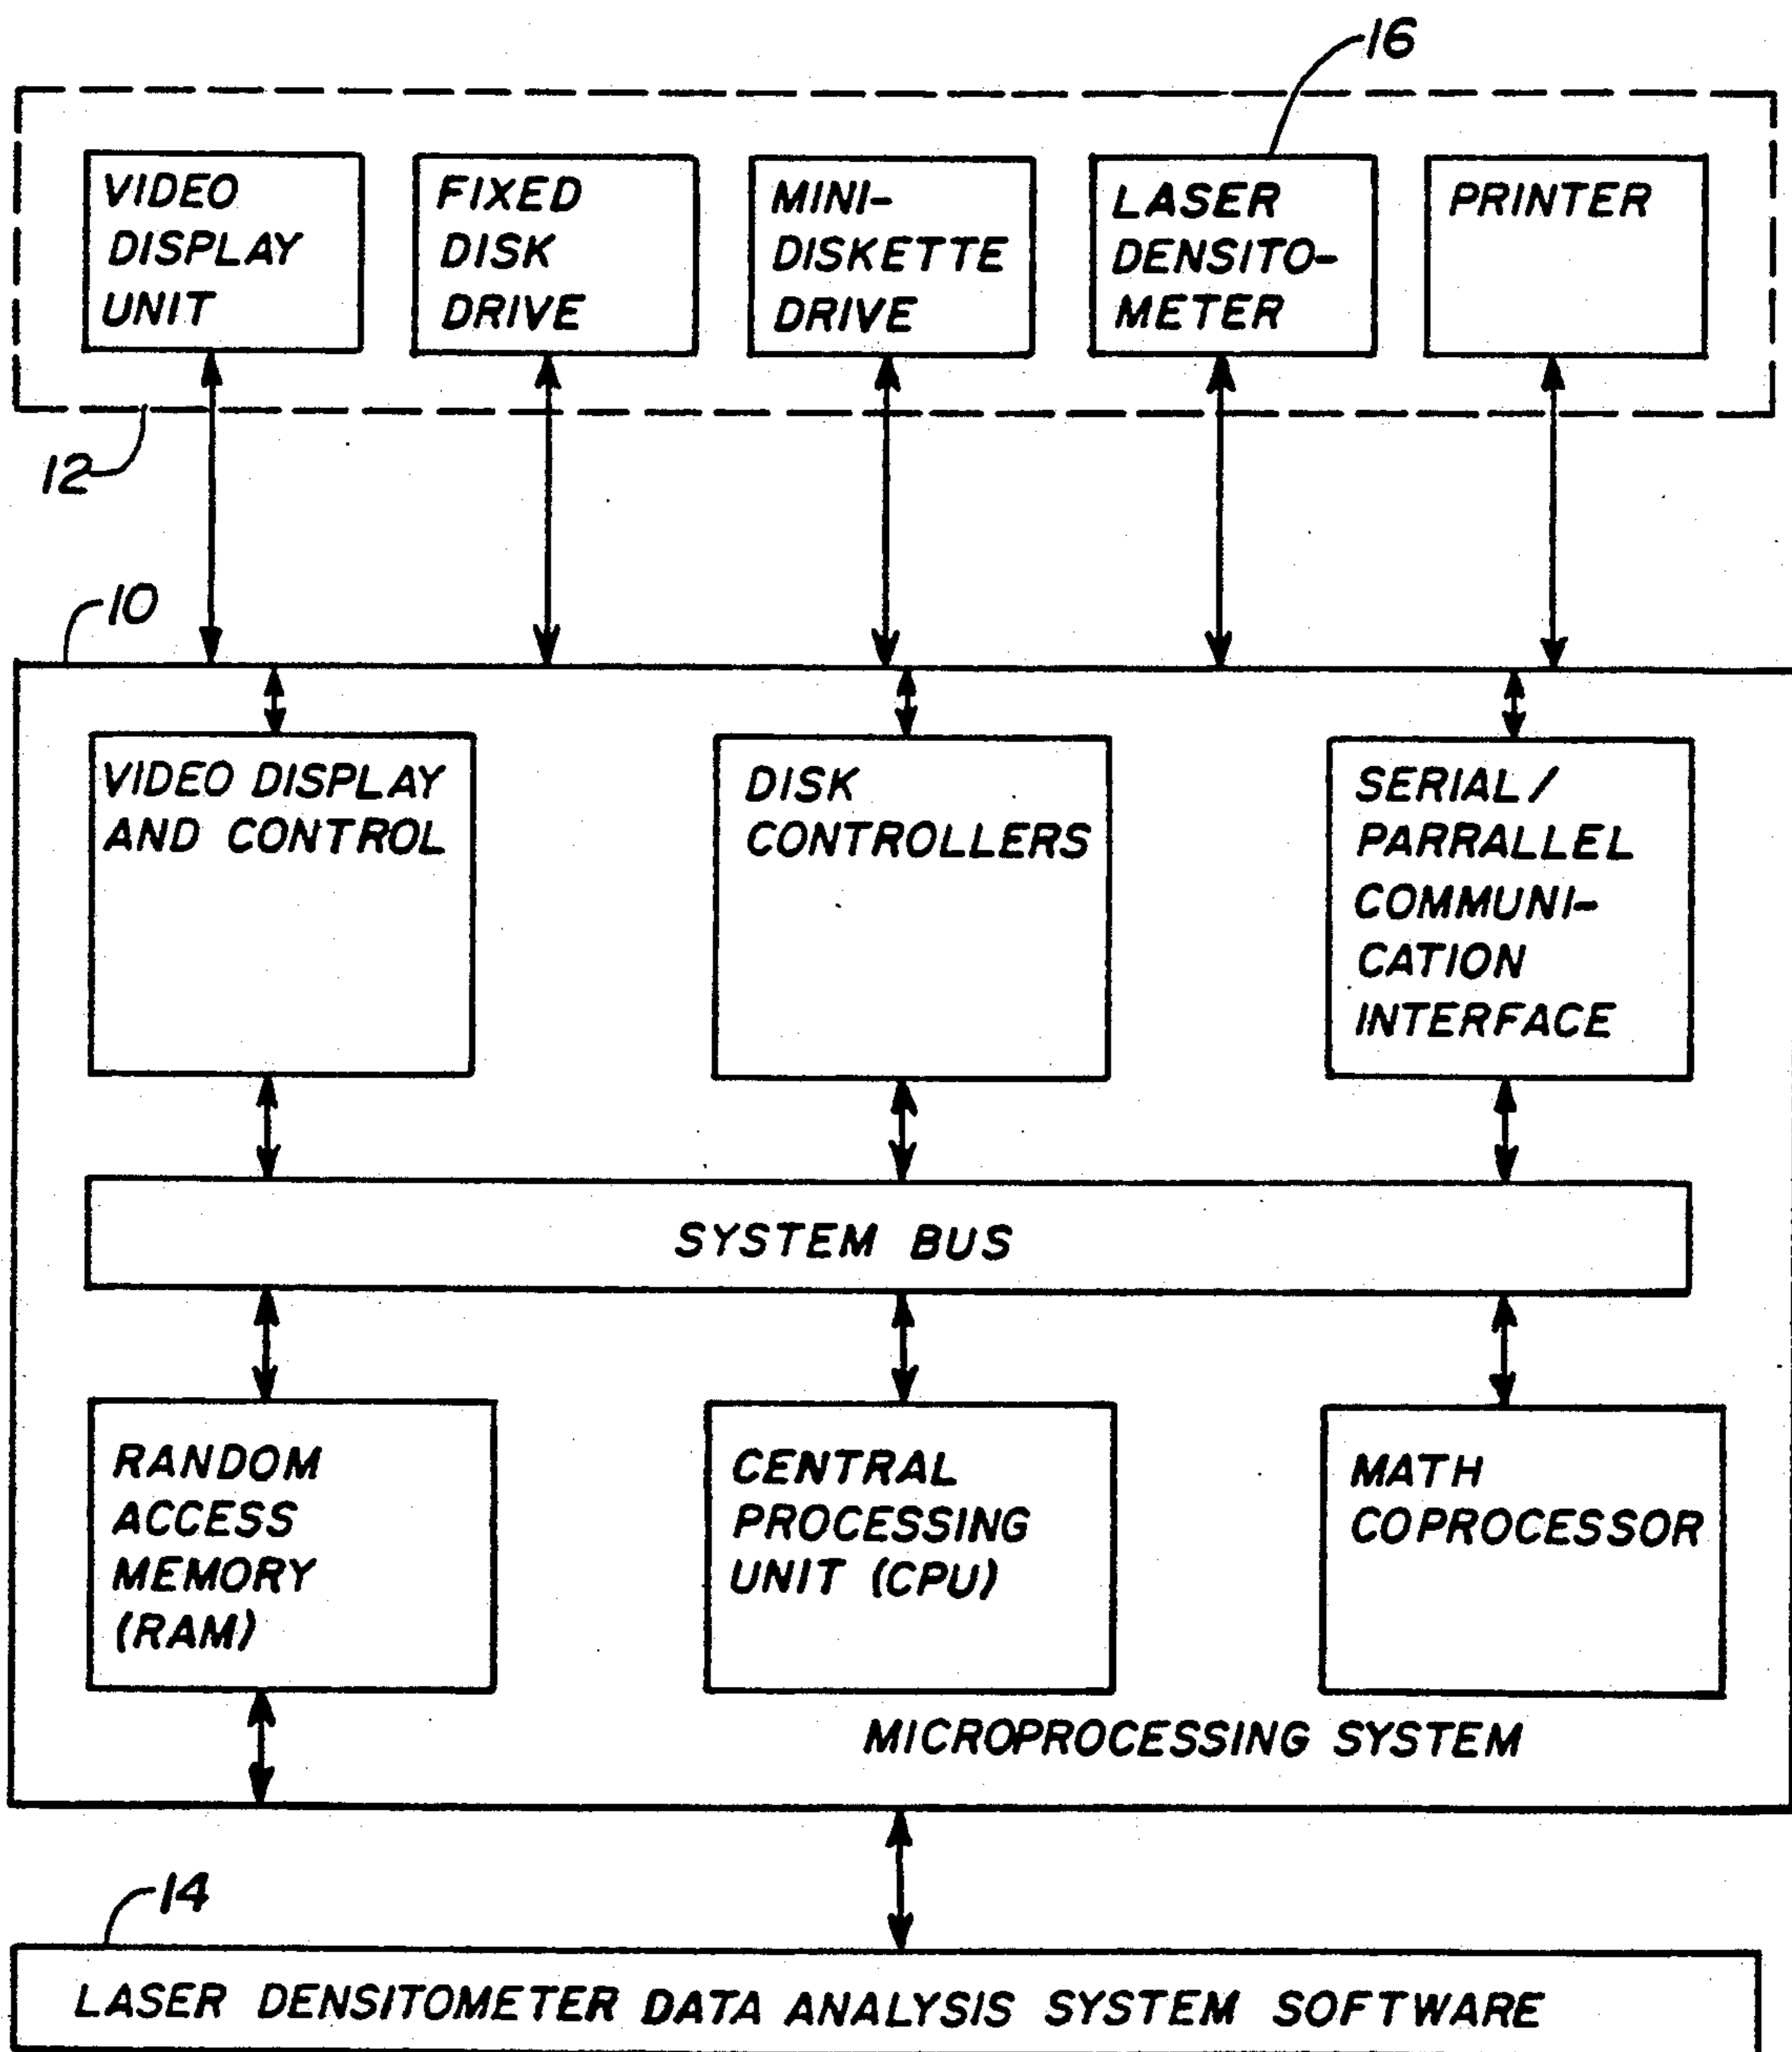 16
VIDEO
DISPLAY
UNIT
FIXED
DISK
DRIVE
MINI-
DISKETTE
DRIVE
LASER
DENSITO-
METER
PRINTER
12
10
VIDEO DISPLAY
AND CONTROL
DISK
CONTROLLERS
SERIAL/
PARRALLEL
COMMUNI-
CATION
INTERFACE
SYSTEM BUS
RANDOM
ACCESS
MEMORY
(RAM)
CENTRAL
PROCESSING
UNIT (CPU)
MATH
COPROCESSOR
MICROPROCESSING SYSTEM
14
LASER DENSITOMETER DATA ANALYSIS SYSTEM SOFTWARE